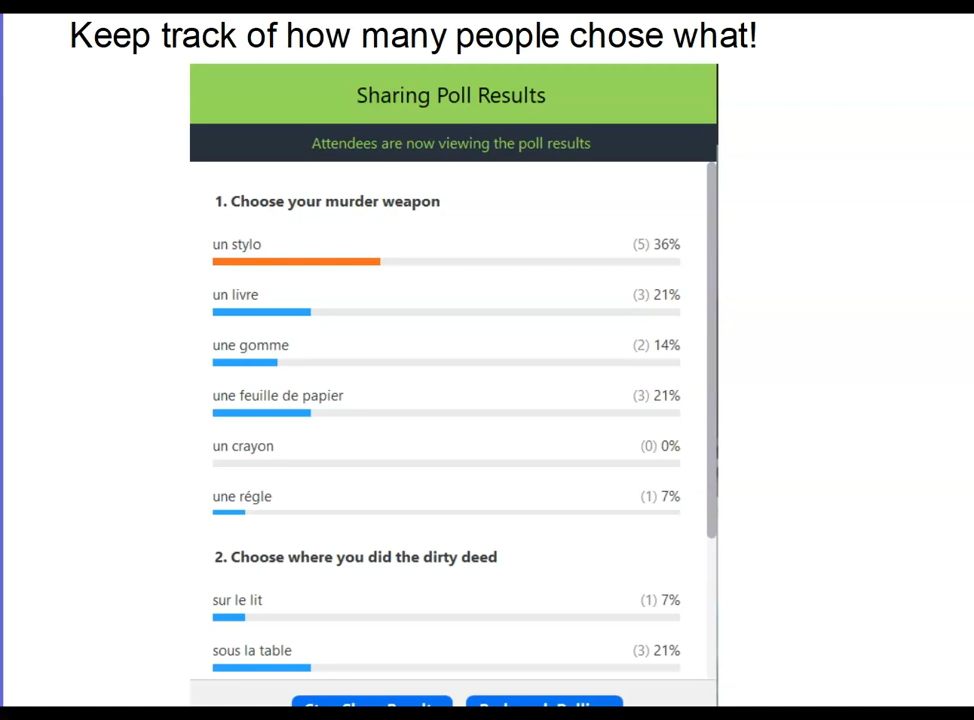 Keep track of how many people chose what!
Sharing Poll Results
Attendees are now viewing the poll results
1. Choose your murder weapon
un stylo (5) 36%
un livre (3) 21%
une gomme (2) 14%
une feuille de papier (3) 21%
un crayon (0) 0%
une régle (1) 7%
2. Choose where you did the dirty deed
sur le lit (1) 7%
sous la table (3) 21%